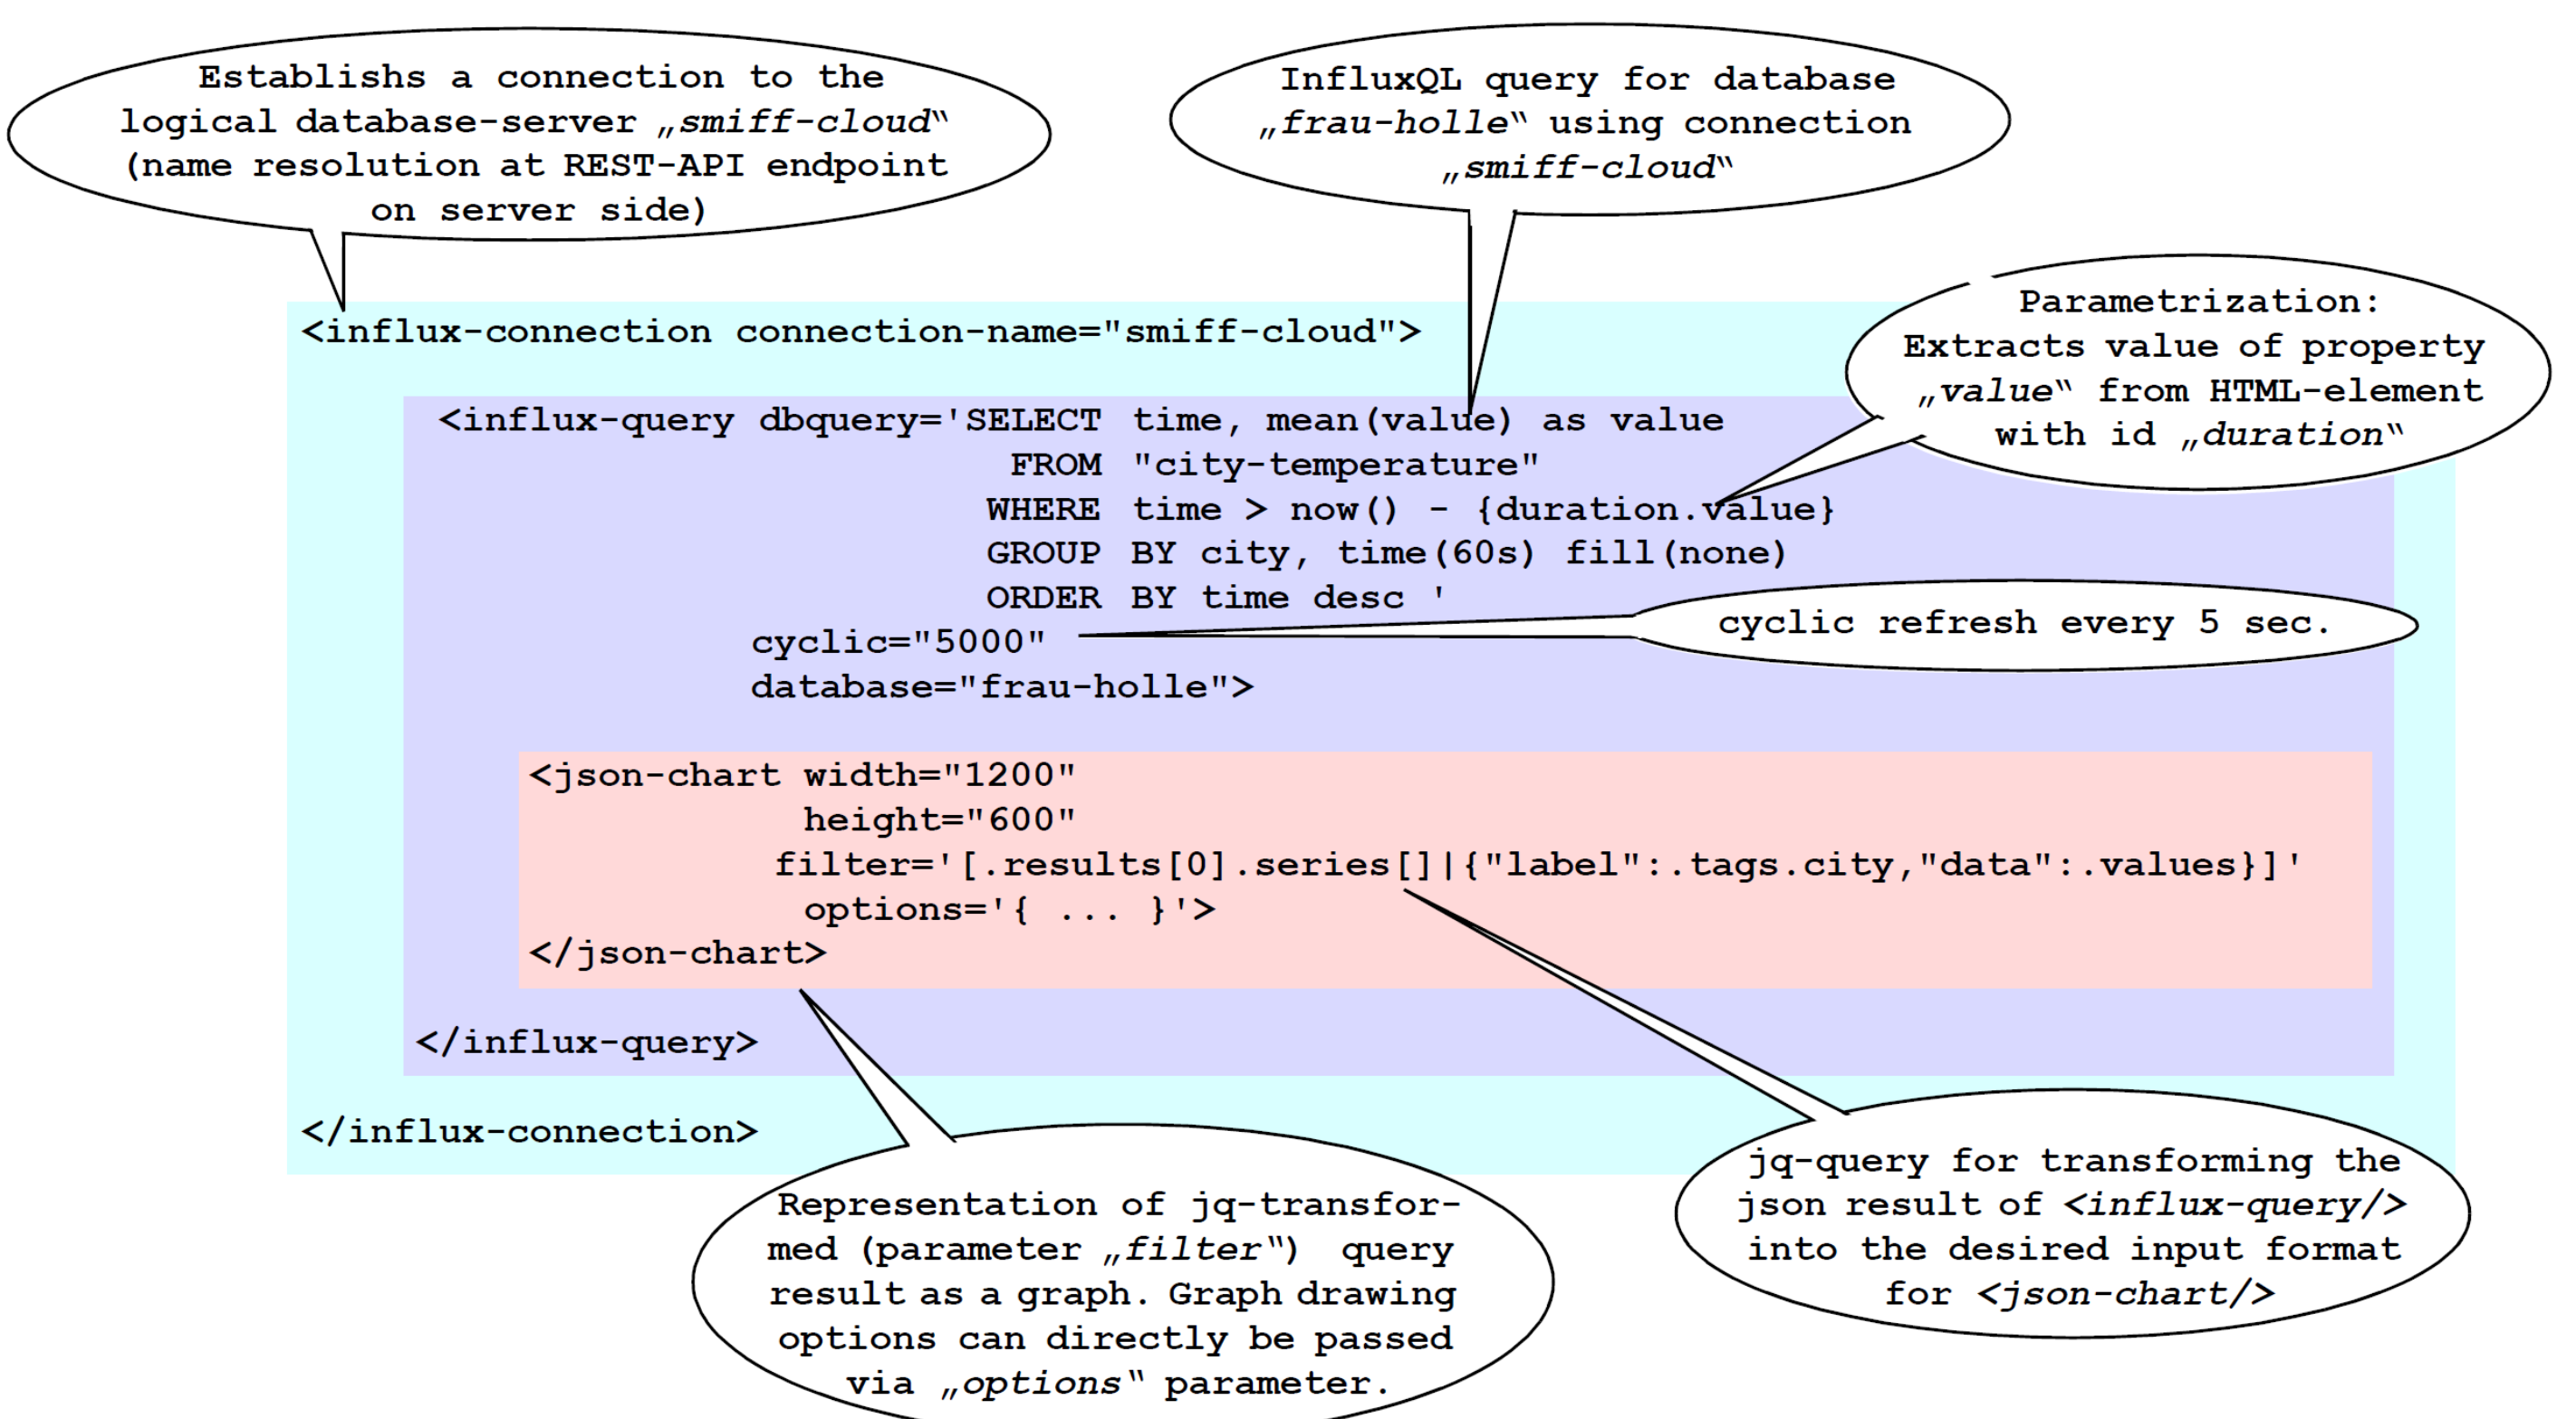 Establishs a connection to the
logical database-server „smiff-cloud“
(name resolution at REST-API endpoint
on server side)
InfluxQL query for database
„frau-holle“ using connection
„smiff-cloud“
Parametrization:
Extracts value of property
„value“ from HTML-element
with id „duration“
<influx-connection connection-name="smiff-cloud">
<influx-query dbquery='SELECT time, mean(value) as value
FROM "city-temperature"
WHERE time > now() - {duration.value}
GROUP BY city, time(60s) fill(none)
ORDER BY time desc '
cyclic refresh every 5 sec.
cyclic="5000"
database="frau-holle">
<json-chart width="1200"
height="600"
filter='[.results[0].series[]|{"label":.tags.city,"data":.values}]'
options='{ ... }'>
</json-chart>
</influx-query>
</influx-connection>
Representation of jq-transfor-
med (parameter „filter“) query
result as a graph. Graph drawing
options can directly be passed
via „options“ parameter.
jq-query for transforming the
json result of <influx-query/>
into the desired input format
for <json-chart/>